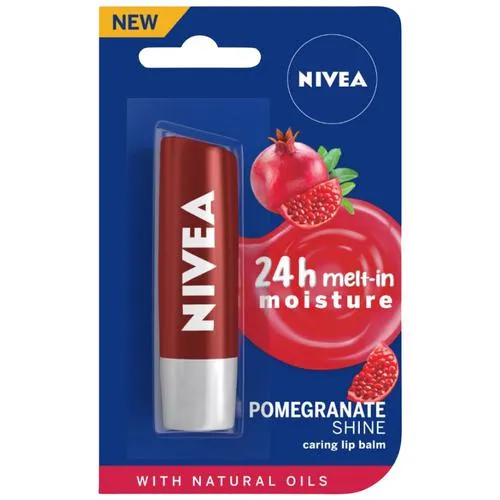 NEW
NIVEA
NIVEA
24h melt-in
moisture
POMEGRANATE
SHINE
caring lip balm
WITH NATURAL OILS